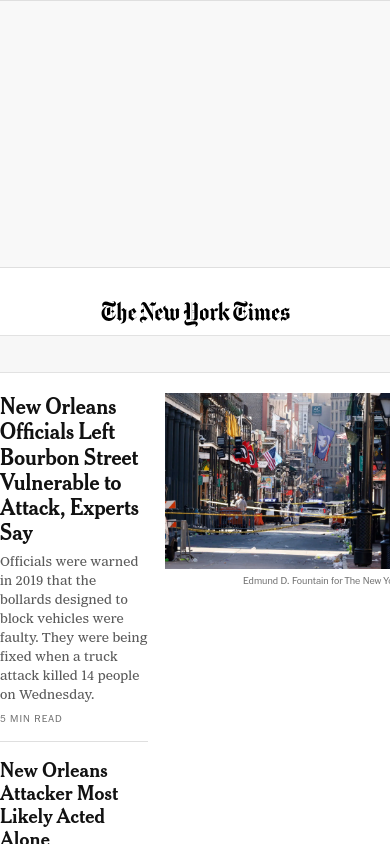 The New York Times
New Orleans
Officials Left
Bourbon Street
Vulnerable to
Attack, Experts
Say
Officials were warned
in 2019 that the
bollards designed to
block vehicles were
faulty. They were being
fixed when a truck
attack killed 14 people
on Wednesday.
5 MIN READ
Edmund D. Fountain for The New Yo
New Orleans
Attacker Most
Likely Acted
Alone